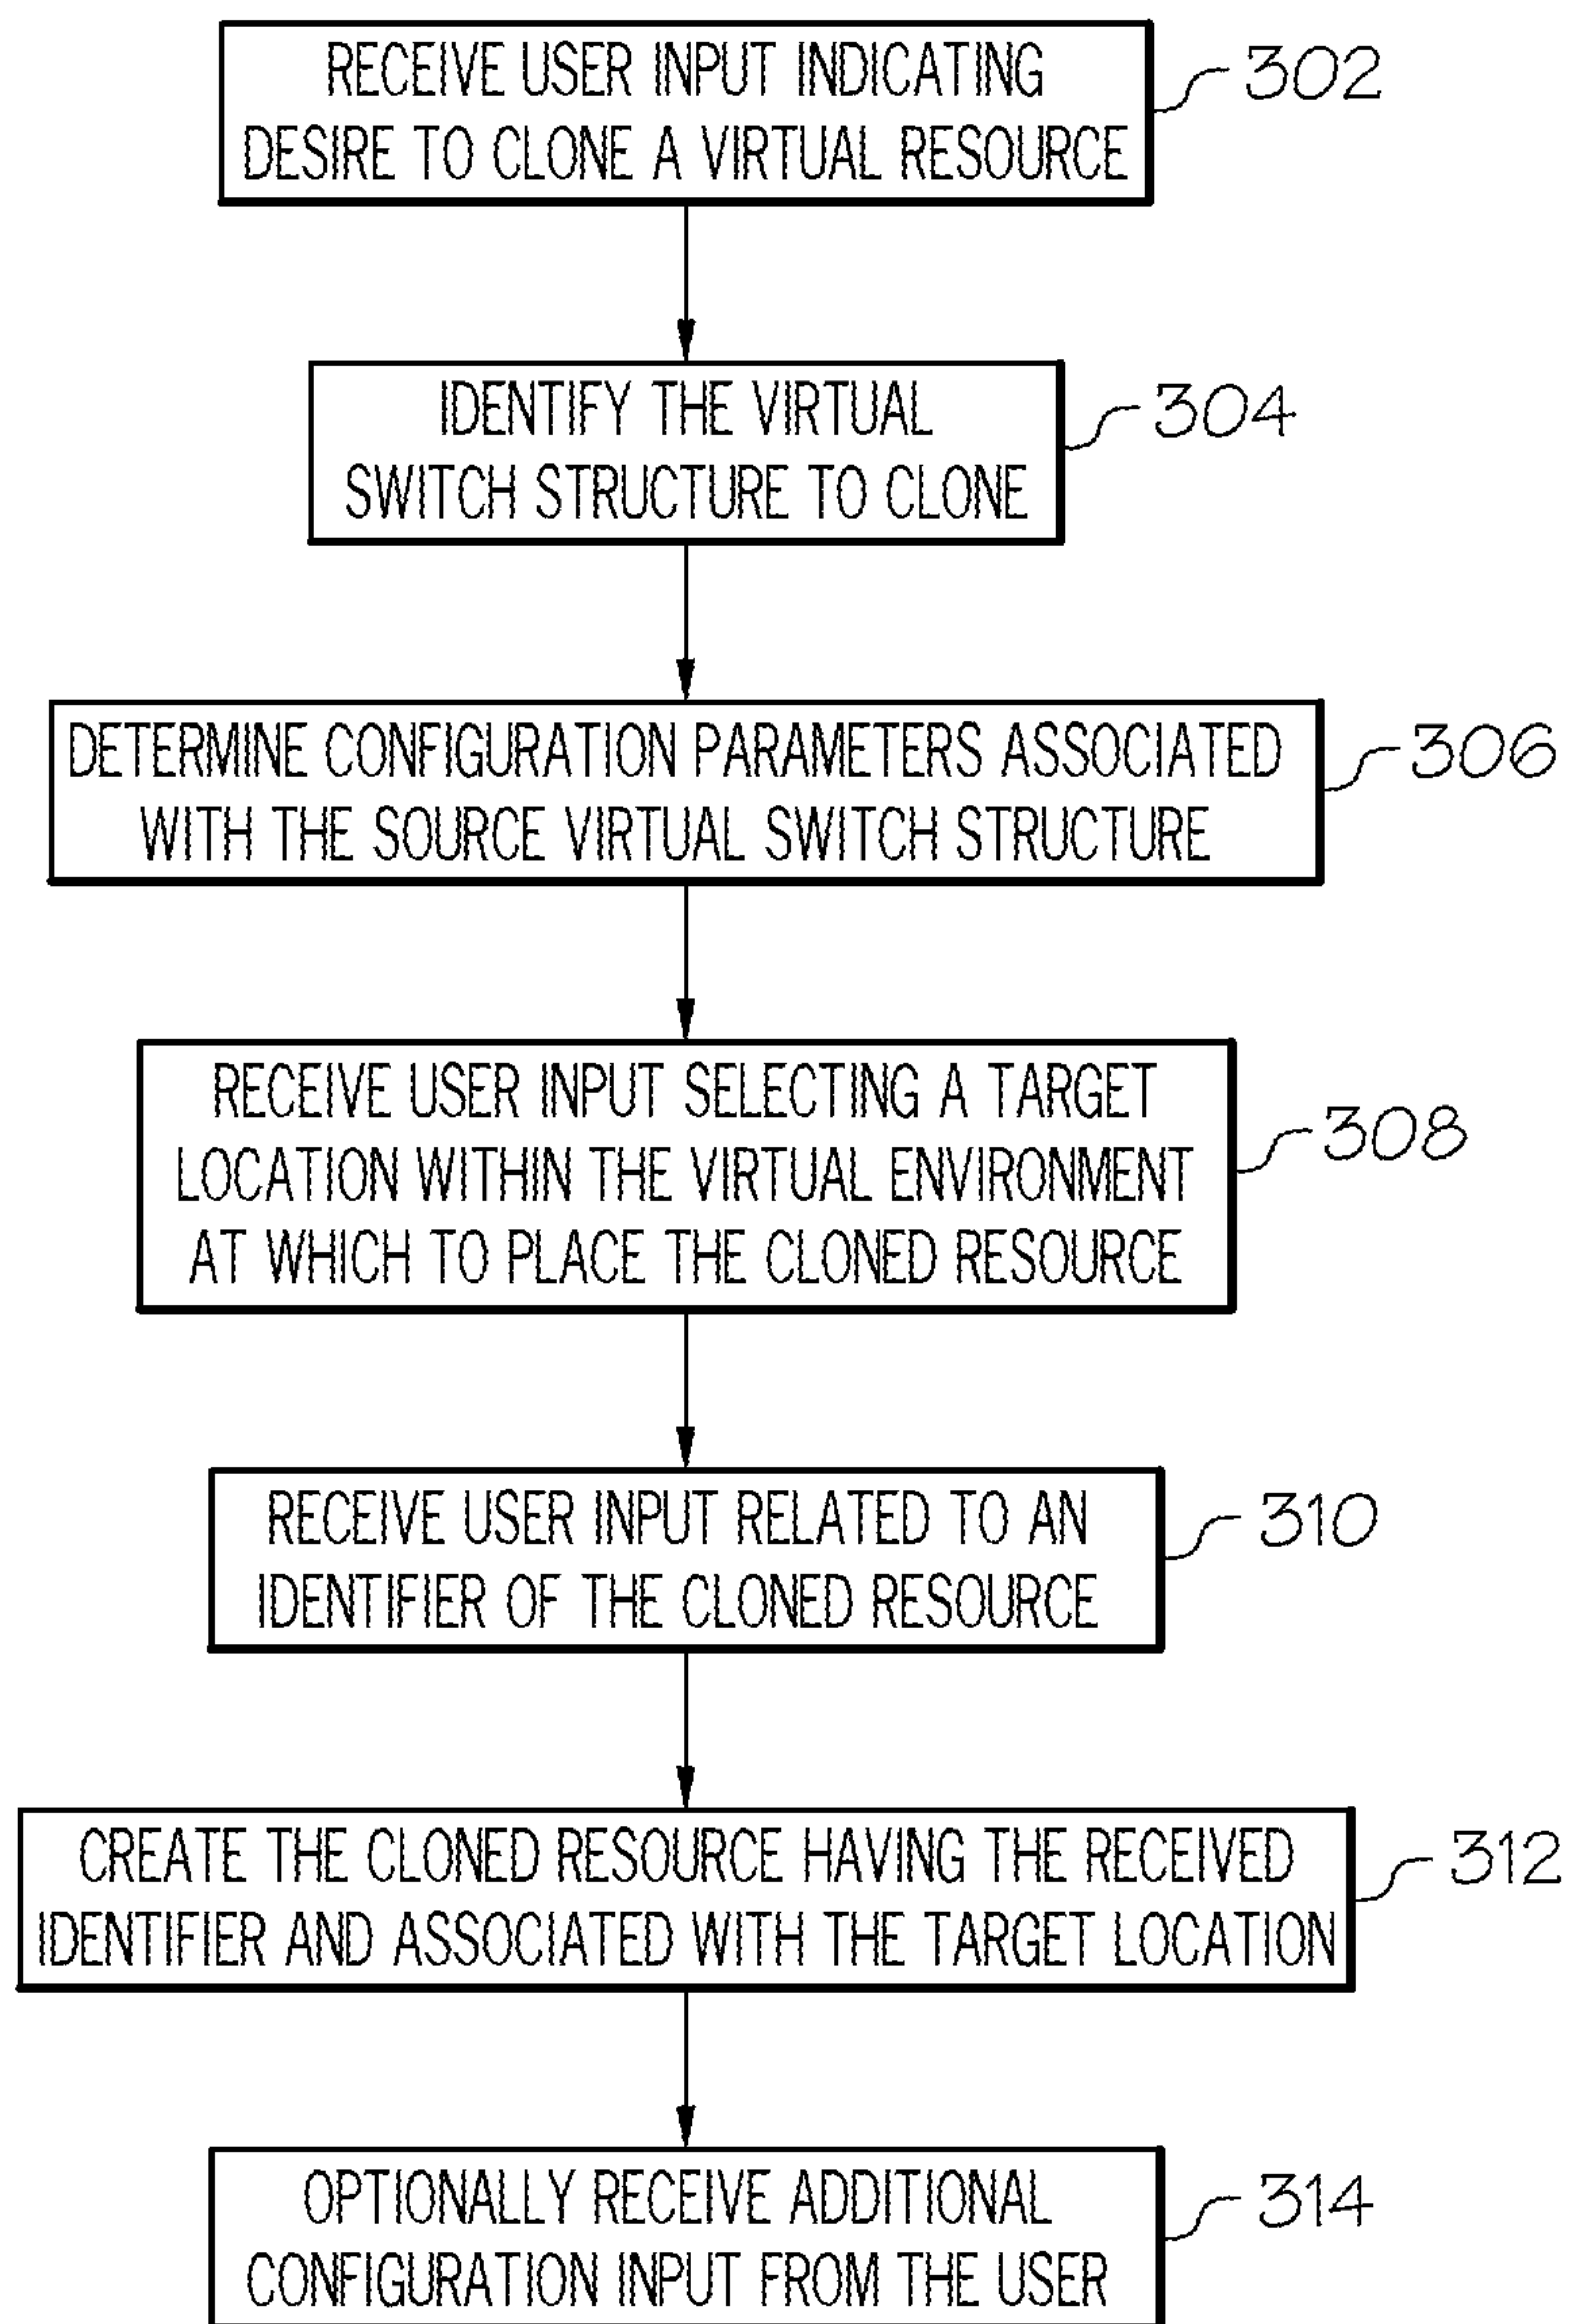 RECEIVE USER INPUT INDICATING
DESIRE TO CLONE A VIRTUAL RESOURCE
302
IDENTIFY THE VIRTUAL
SWITCH STRUCTURE TO CLONE
304
DETERMINE CONFIGURATION PARAMETERS ASSOCIATED
WITH THE SOURCE VIRTUAL SWITCH STRUCTURE
306
RECEIVE USER INPUT SELECTING A TARGET
LOCATION WITHIN THE VIRTUAL ENVIRONMENT
AT WHICH TO PLACE THE CLONED RESOURCE
308
RECEIVE USER INPUT RELATED TO AN
IDENTIFIER OF THE CLONED RESOURCE
310
CREATE THE CLONED RESOURCE HAVING THE RECEIVED
IDENTIFIER AND ASSOCIATED WITH THE TARGET LOCATION
312
OPTIONALLY RECEIVE ADDITIONAL
CONFIGURATION INPUT FROM THE USER
314